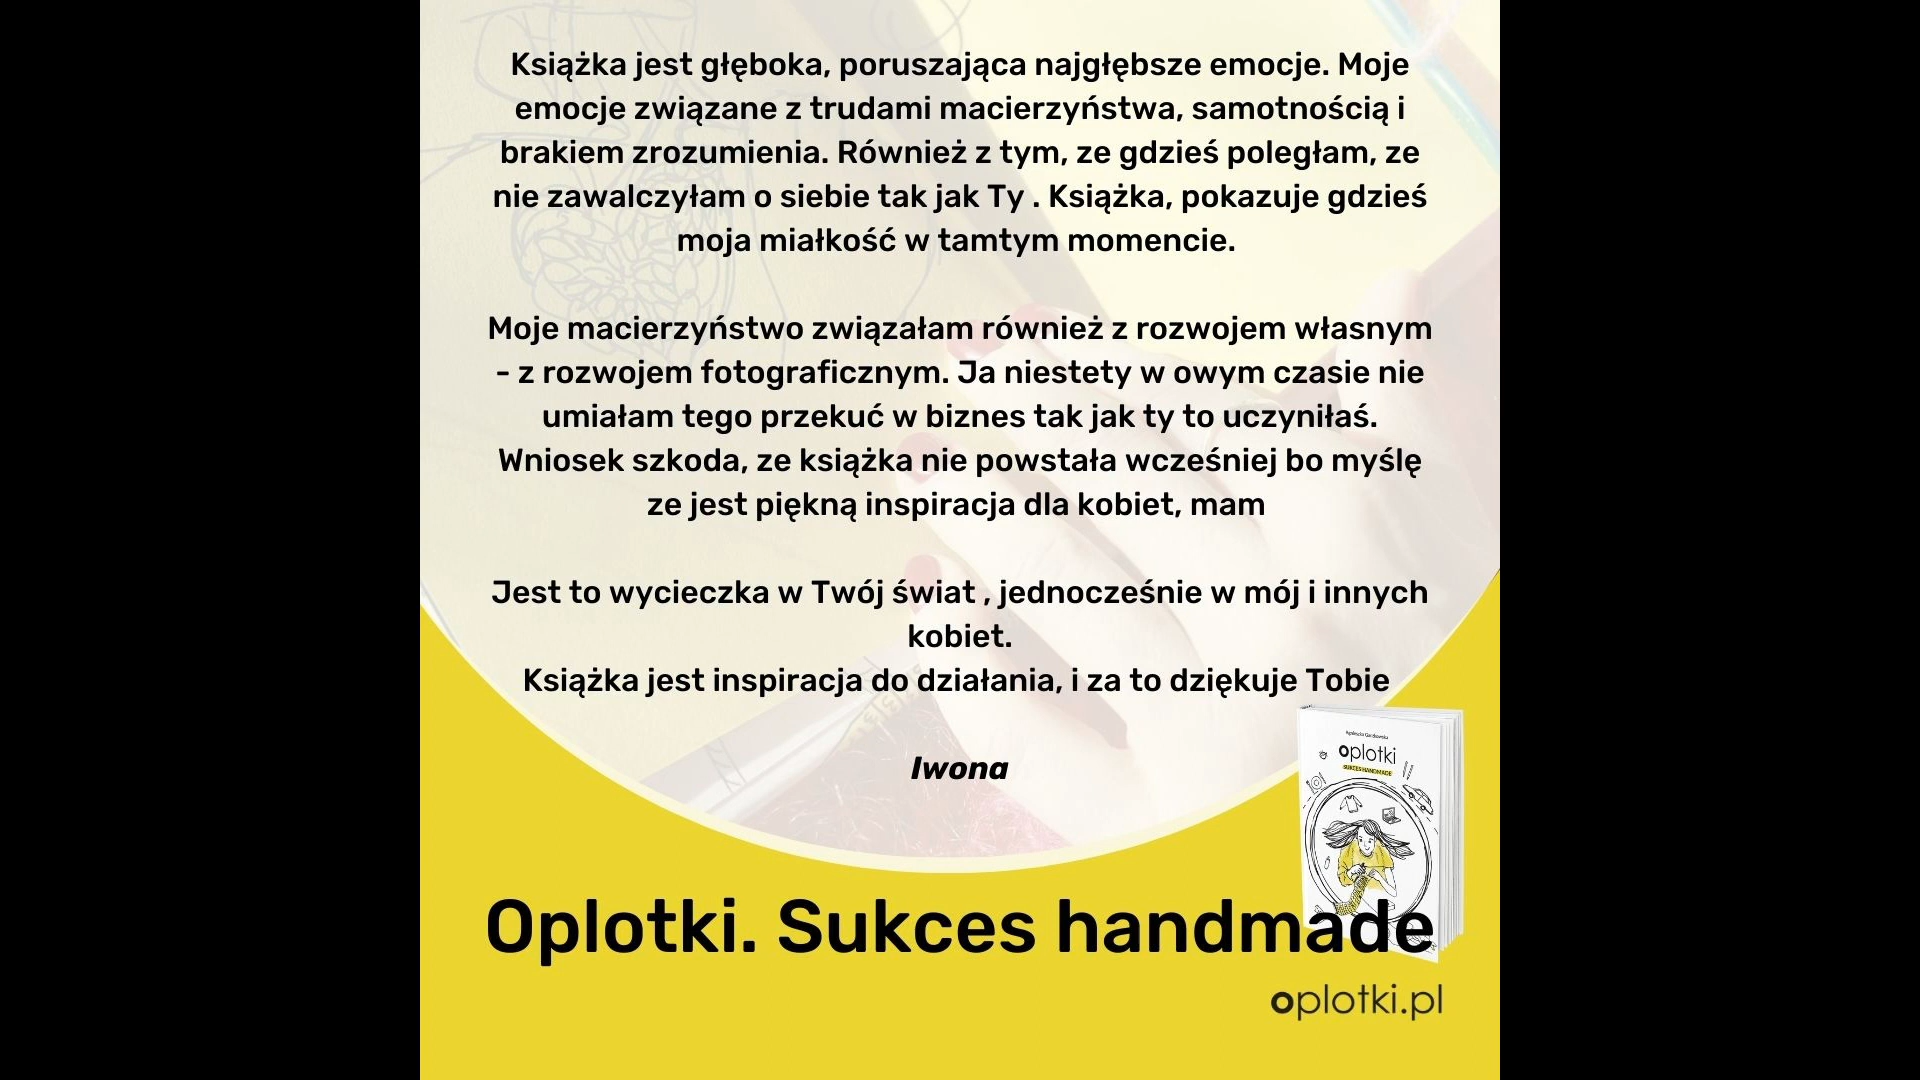 Książka jest głęboka, poruszająca najgłębsze emocje. Moje
emocje związane z trudami macierzyństwa, samotnością i
brakiem zrozumienia. Również z tym, ze gdzieś poległam, ze
nie zawalczyłam o siebie tak jak Ty . Książka, pokazuje gdzieś
moja miałkość w tamtym momencie.
Moje macierzyństwo związałam również z rozwojem własnym
- z rozwojem fotograficznym. Ja niestety w owym czasie nie
umiałam tego przekuć w biznes tak jak ty to uczyniłaś.
Wniosek szkoda, ze książka nie powstała wcześniej bo myślę
ze jest piękną inspiracja dla kobiet, mam
Jest to wycieczka w Twój świat , jednocześnie w mój i innych
kobiet.
Książka jest inspiracja do działania, i za to dziękuje Tobie
Iwona
oplotki
SUKCES HANDMADE
Oplotki. Sukces handmade
oplotki.pl